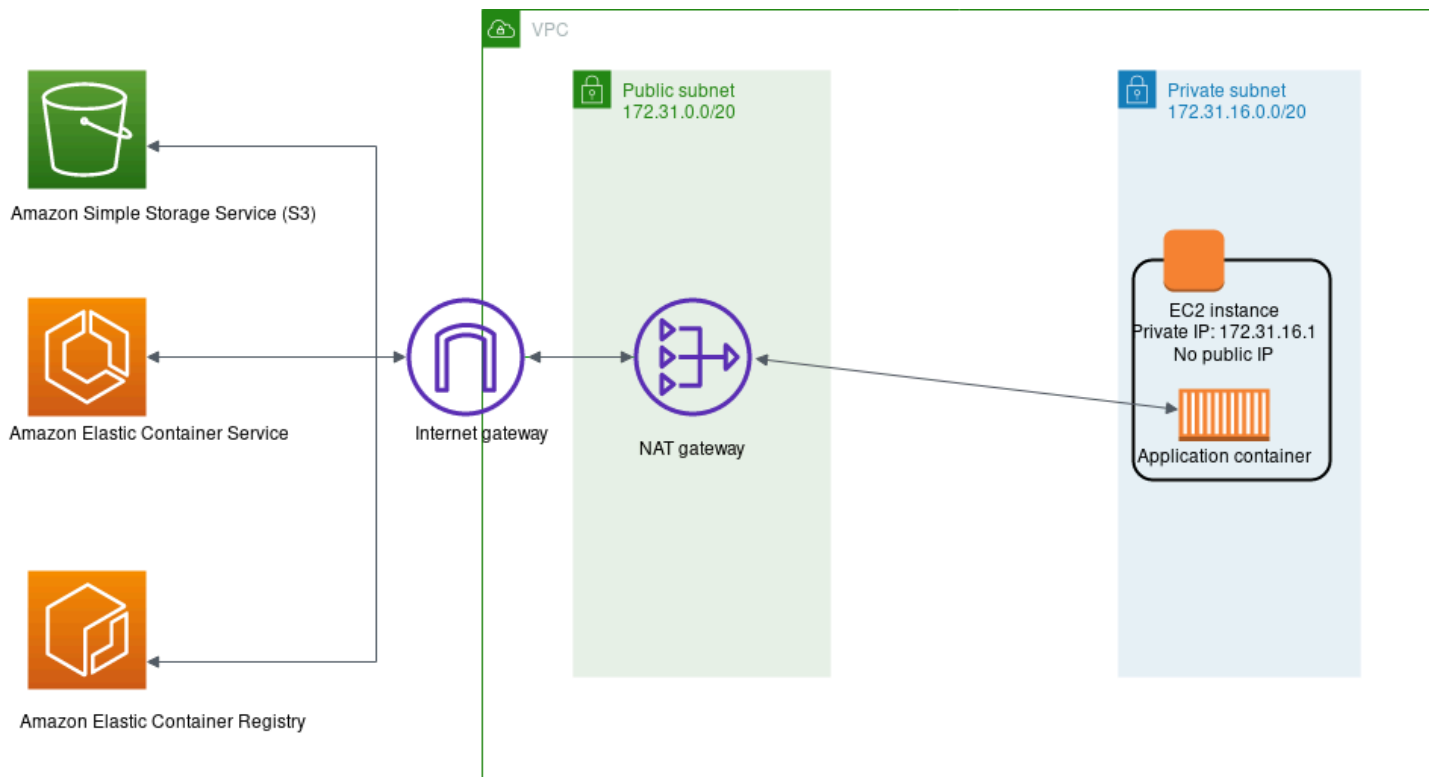 VPC
Public subnet
172.31.0.0/20
Private subnet
172.31.16.0.0/20
Amazon Simple Storage Service (S3)
EC2 instance
Private IP: 172.31.16.1
No public IP
Amazon Elastic Container Service
Internet gateway
NAT gateway
Application container
Amazon Elastic Container Registry